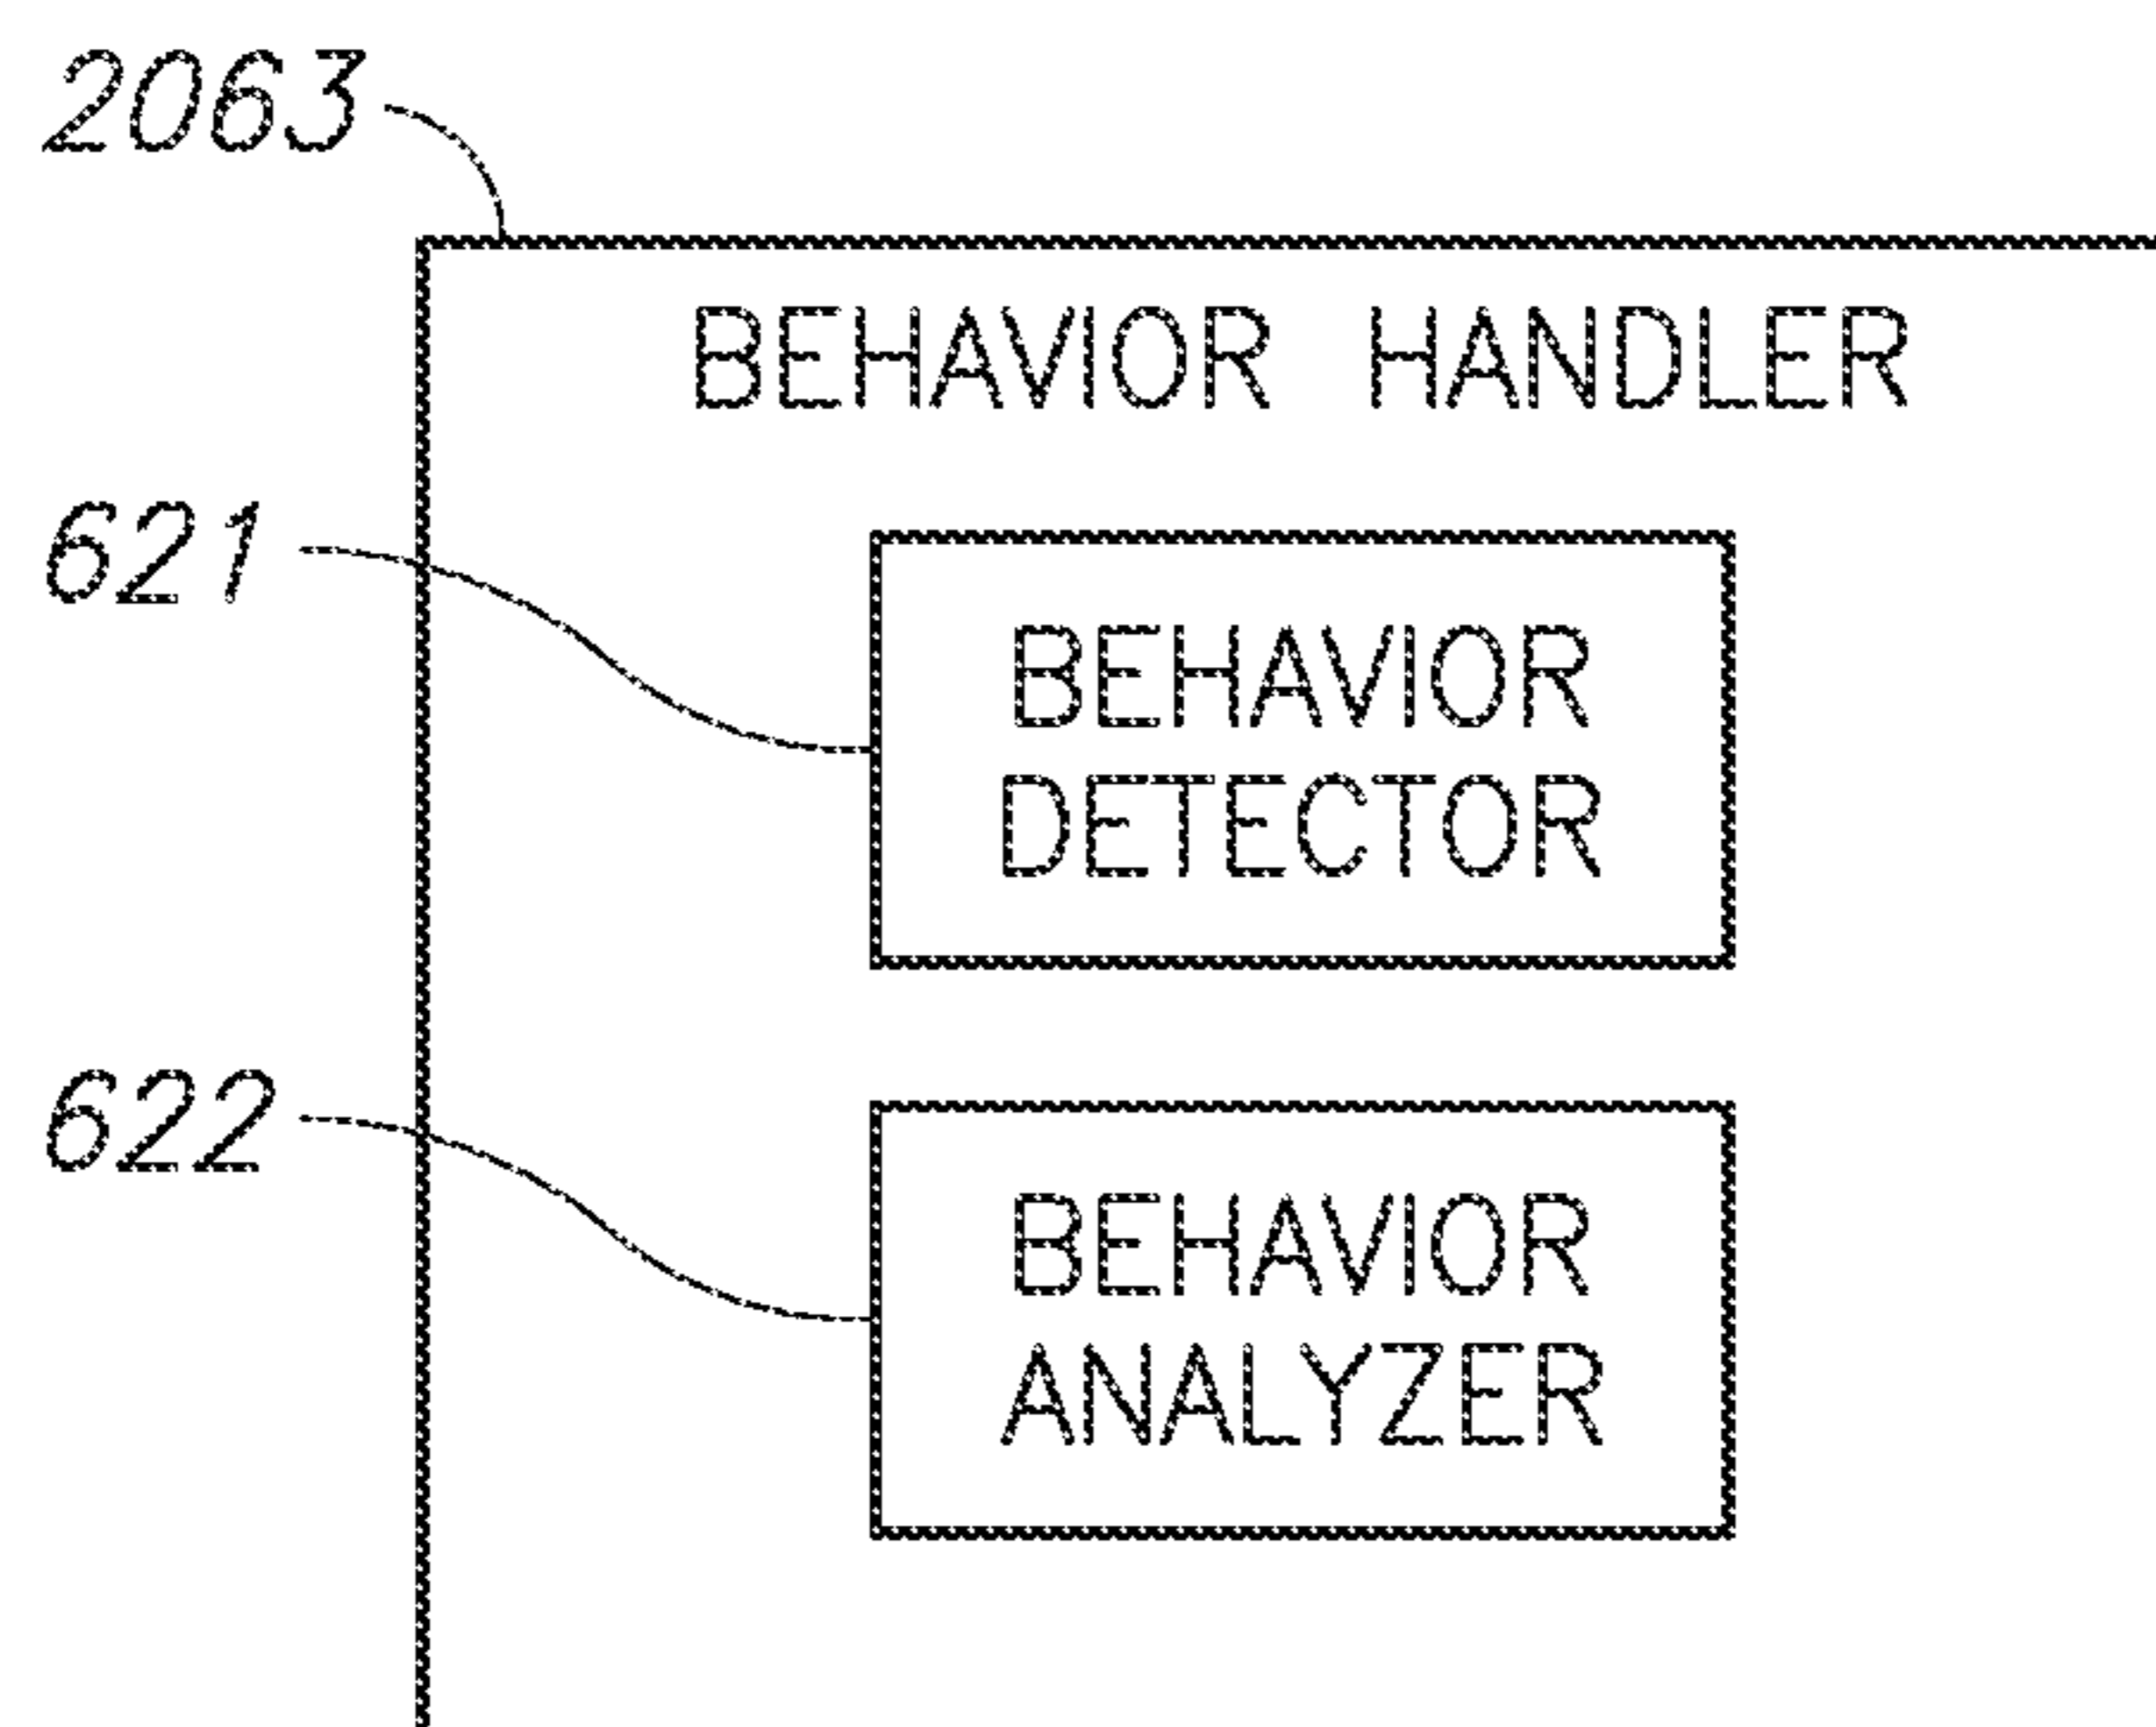 2063
BEHAVIOR HANDLER
621
BEHAVIOR
DETECTOR
622
BEHAVIOR
ANALYZER